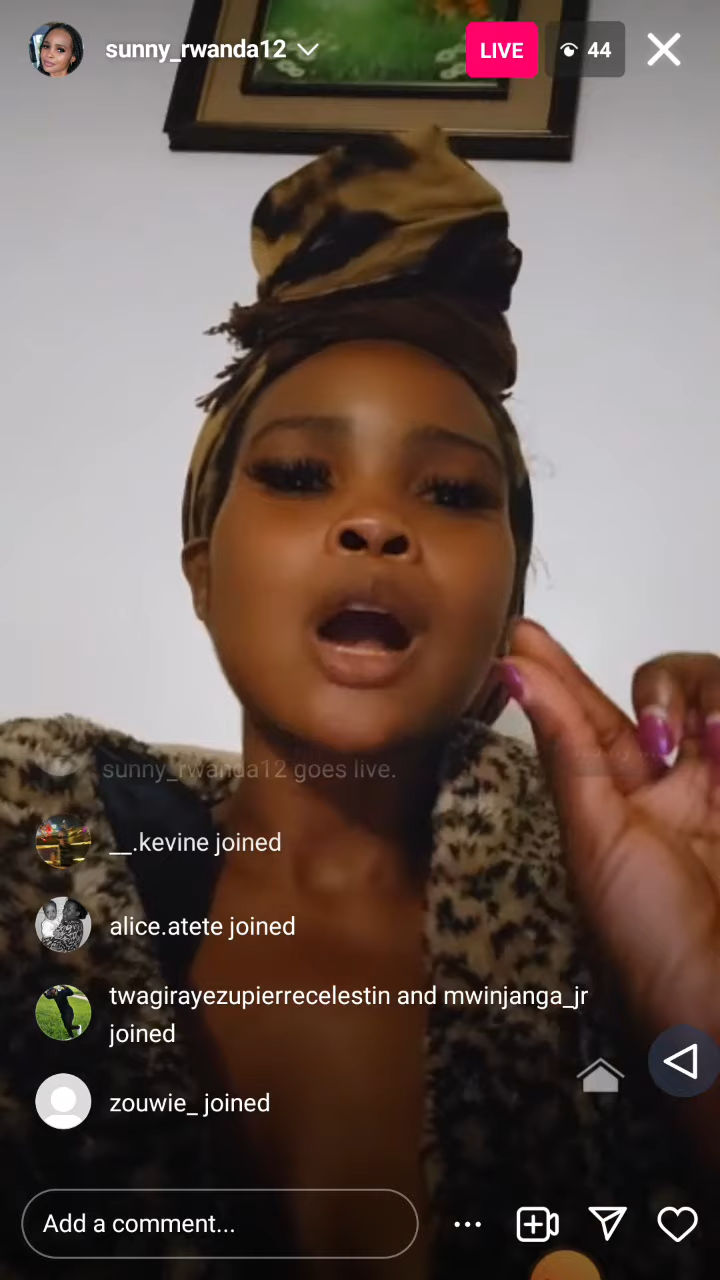 sunny_rwanda12
LIVE
44
sunny_rwanda12 goes live.
__.kevine joined
alice.atete joined
twagirayezupierrecelestin and mwinjanga_jr
joined
zouwie_ joined
Add a comment...